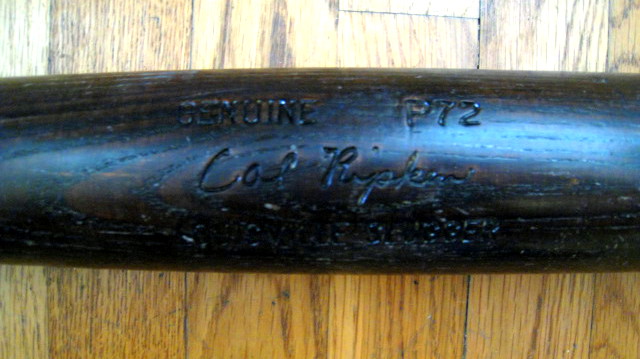 GENUINE P72
Cal Ripken
LOUISVILLE SLUGGER